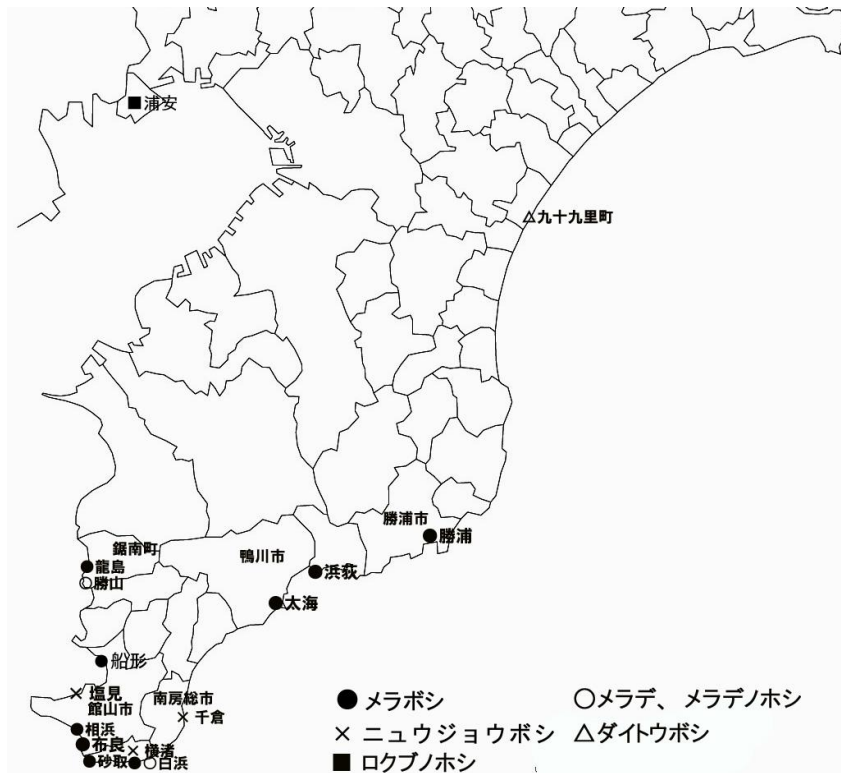 ■浦安
△九十九里町
勝浦市
●勝浦
鋸南町
鴨川市
●龍島
●浜荻
○勝山
●太海
●船形
×塩見
南房総市
館山市
×千倉
●相浜
●布良
×横渚
●砂取
●○白浜
●メラボシ
○メラデ、メラデノホシ
×ニュウジョウボシ
△ダイトウボシ
■ロクブノホシ